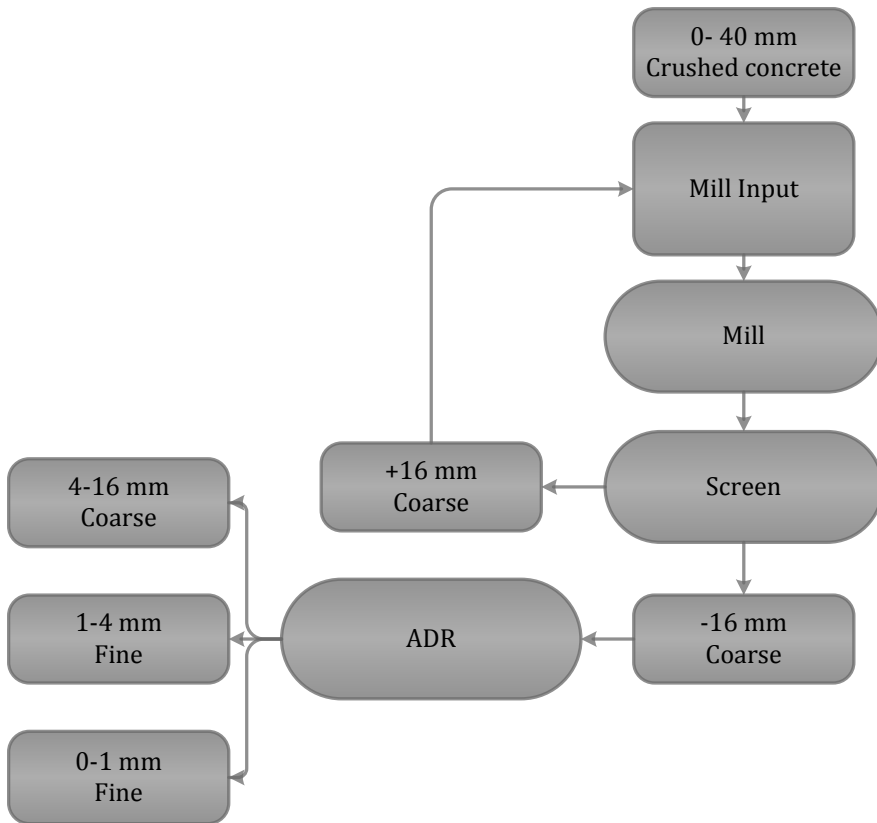 0- 40 mm
Crushed concrete
Mill Input
Mill
Screen
+16 mm
Coarse
-16 mm
Coarse
ADR
4-16 mm
Coarse
1-4 mm
Fine
0-1 mm
Fine